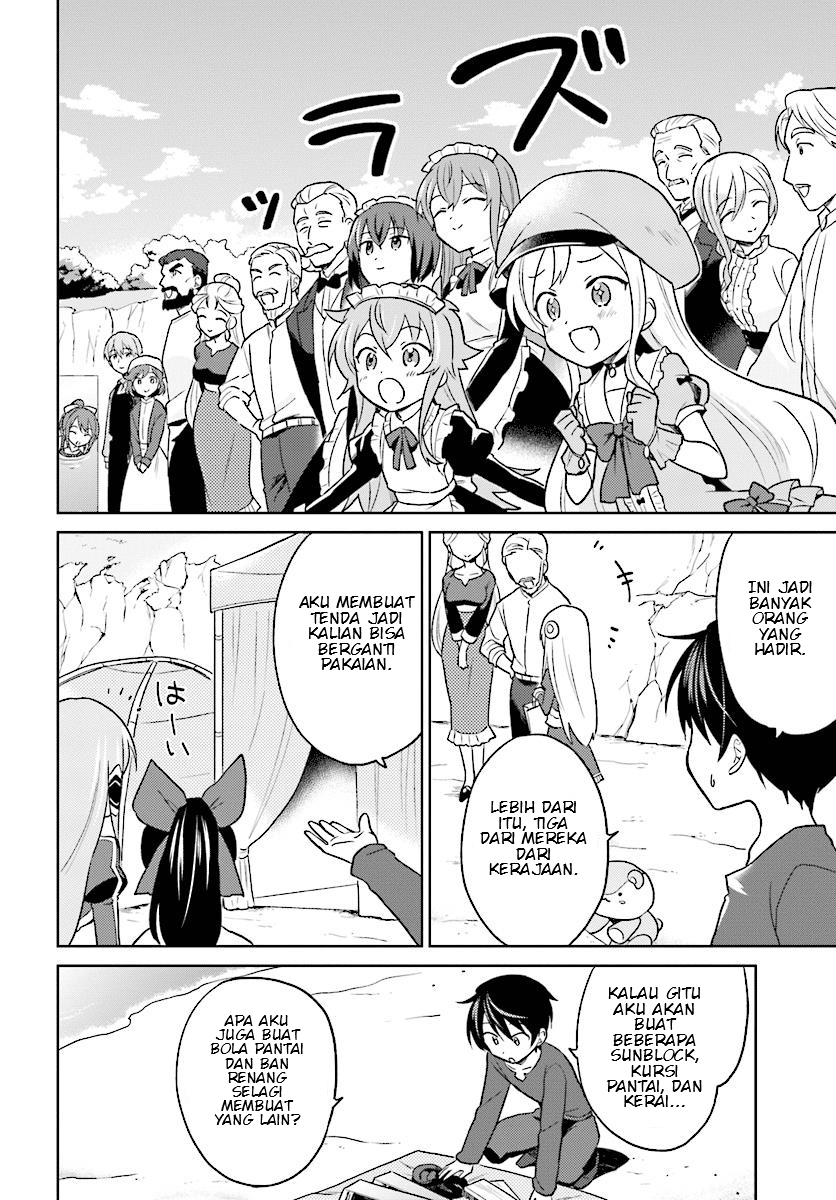 ズラッ
INI JADI
BANYAK
ORANG
YANG
HADIR.
LEBIH DARI
ITU, TIGA
DARI MEREKA
DARI
KERAJAAN.
AKU MEMBUAT
TENDA JADI
KALIAN BISA
BERGANTI
PAKAIAN.
はーい
KALAU GITU
AKU AKAN
BUAT
BEBERAPA
SUNBLOCK,
KURSI
PANTAI, DAN
KERAI...
APA AKU
JUGA BUAT
BOLA PANTAI
DAN BAN
RENANG
SELAGI
MEMBUAT
YANG LAIN?